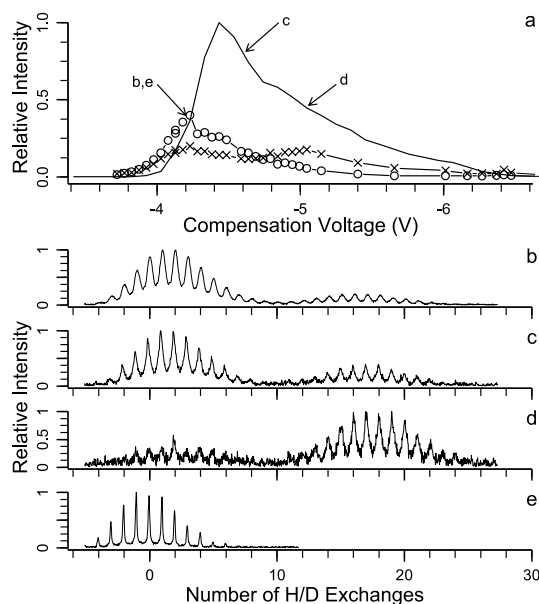 a
Relative Intensity
1.0
0.5
0.0
c
b,e
d
-4
-5
-6
Compensation Voltage (V)
Relative Intensity
b
1
0
c
1
0
d
1
0.5
0
e
1
0
0
10
20
30
Number of H/D Exchanges